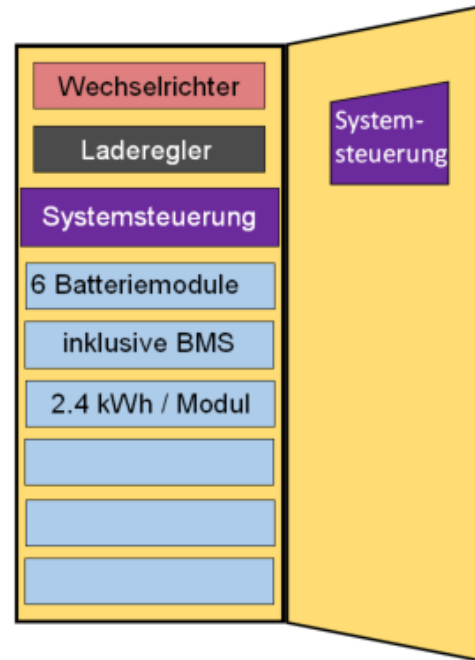 Wechselrichter
Laderegler
Systemsteuerung
6 Batteriemodule
inklusive BMS
2.4 kWh / Modul
System-
steuerung